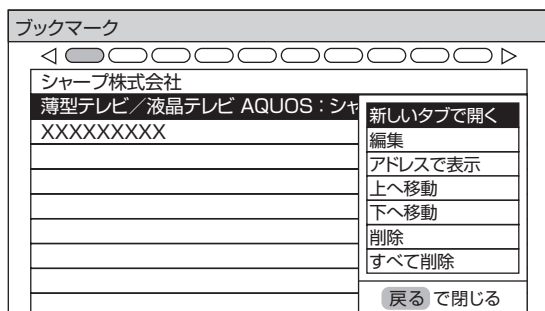 ブックマーク
シャープ株式会社
薄型テレビ／液晶テレビ AQUOS：シャ
XXXXXXXXX
新しいタブで開く
編集
アドレスで表示
上へ移動
下へ移動
削除
すべて削除
戻る で閉じる